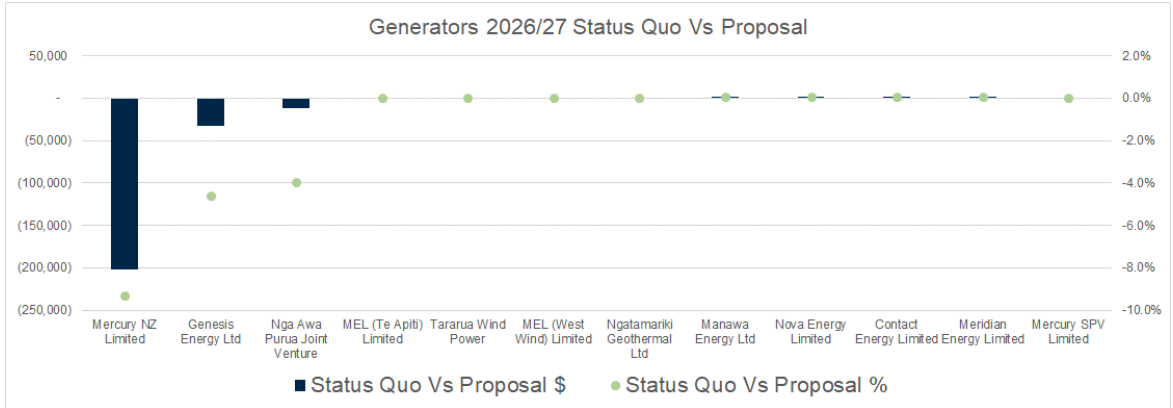 Generators 2026/27 Status Quo Vs Proposal
50,000
-
(50,000)
(100,000)
(150,000)
(200,000)
(250,000)
2.0%
0.0%
-2.0%
-4.0%
-6.0%
-8.0%
-10.0%
Mercury NZ
Limited
Genesis
Energy Ltd
Nga Awa
Purua Joint
Venture
MEL (Te Apiti)
Limited
Tararua Wind
Power
MEL (West
Wind) Limited
Ngatamariki
Geothermal
Ltd
Manawa
Energy Ltd
Nova Energy
Limited
Contact
Energy Limited
Meridian
Energy Limited
Mercury SPV
Limited
Status Quo Vs Proposal $
Status Quo Vs Proposal %